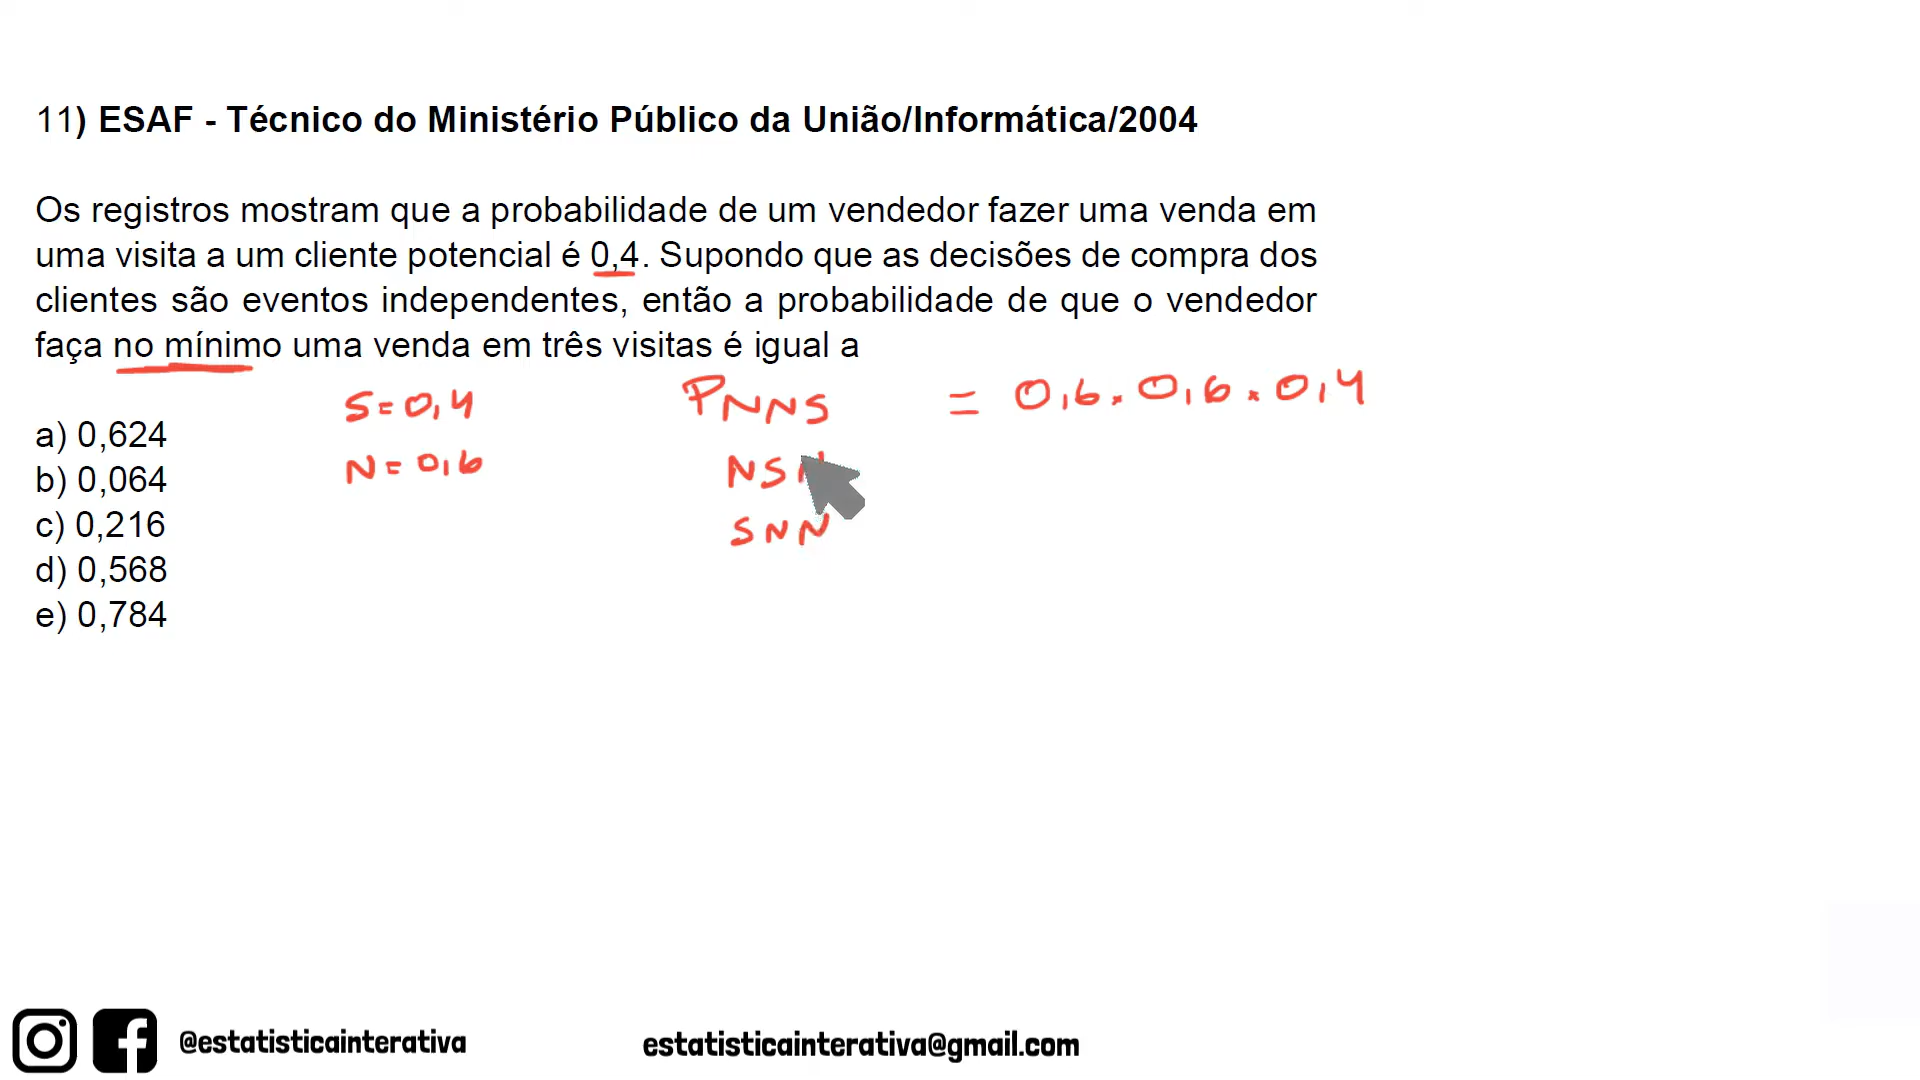 11) ESAF - Técnico do Ministério Público da União/Informática/2004
Os registros mostram que a probabilidade de um vendedor fazer uma venda em
uma visita a um cliente potencial é 0,4. Supondo que as decisões de compra dos
clientes são eventos independentes, então a probabilidade de que o vendedor
faça no mínimo uma venda em três visitas é igual a
a) 0,624
b) 0,064
c) 0,216
d) 0,568
e) 0,784
S = 0,4
N = 0,6
PNNS = 0,6 . 0,6 . 0,4
NSN
SNN
@estatisticainterativa
estatisticainterativa@gmail.com